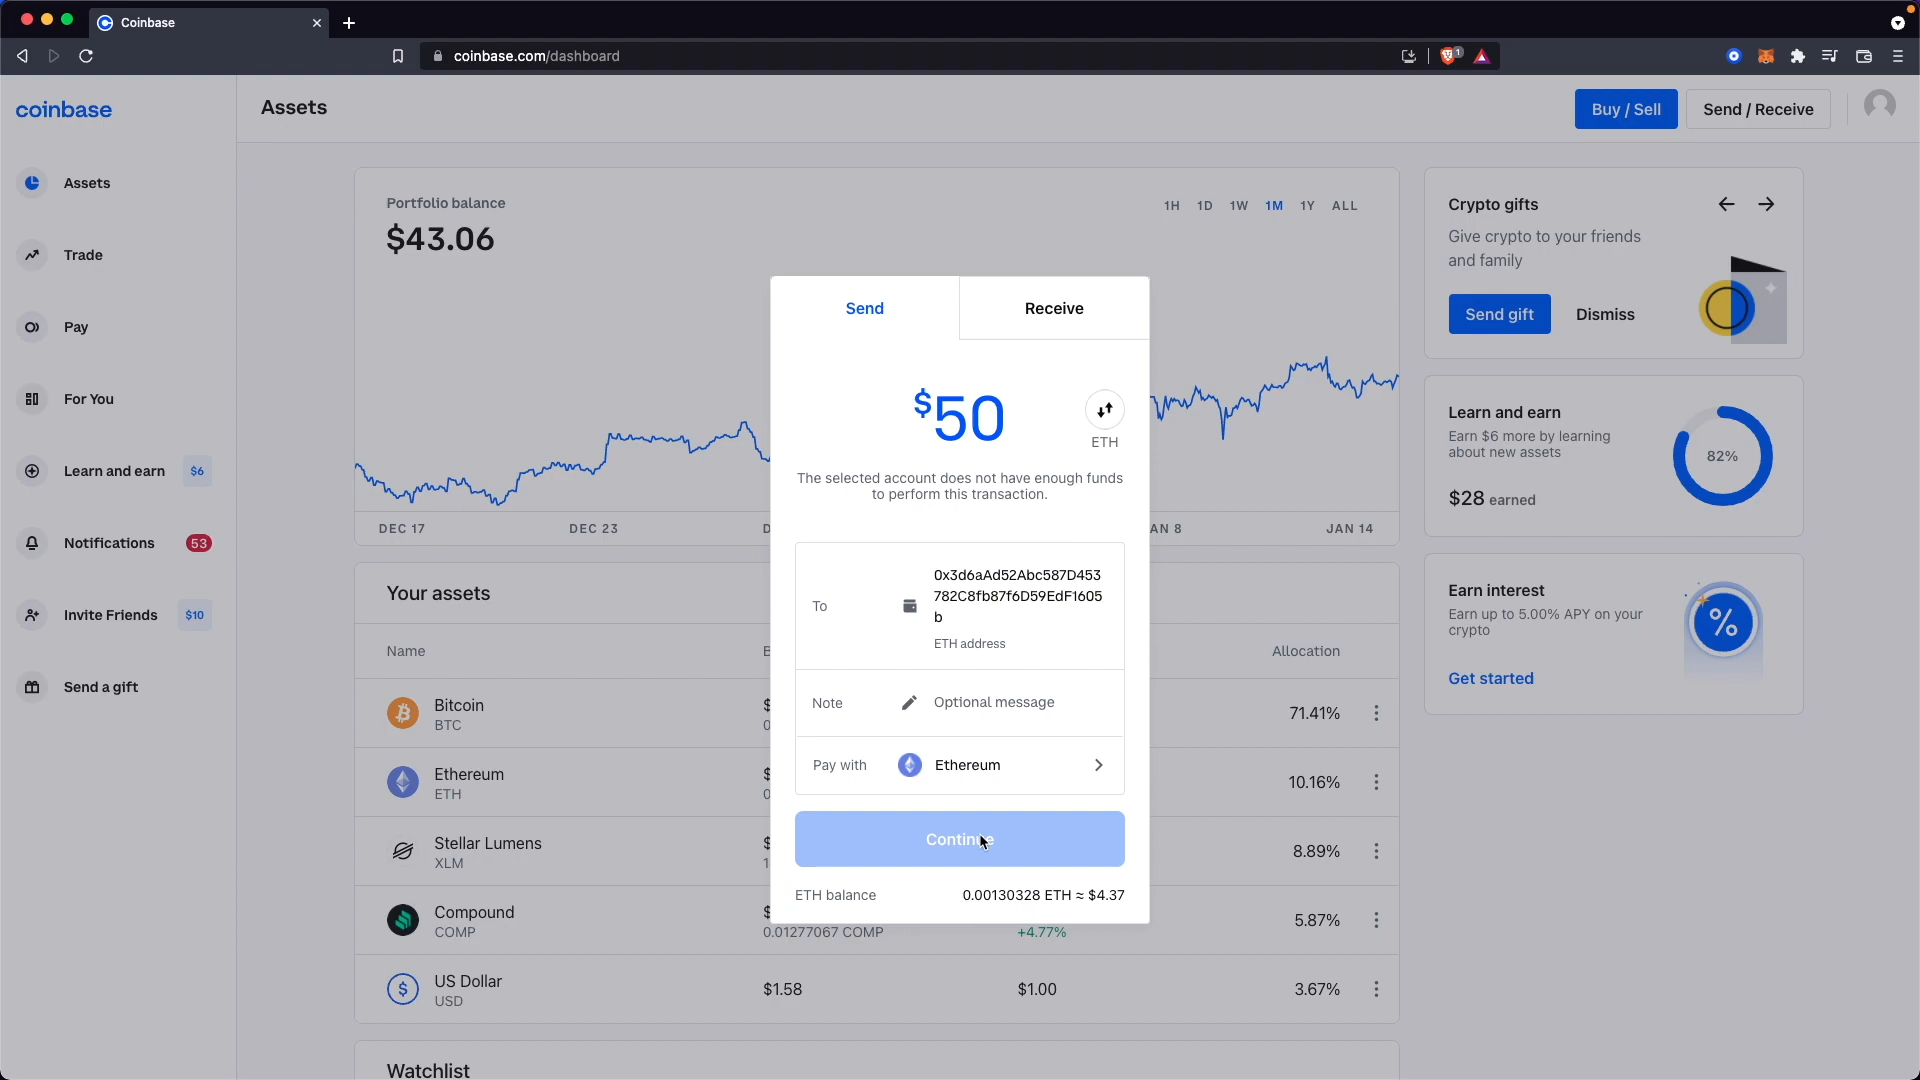 Coinbase
coinbase.com/dashboard
1
coinbase
Assets
Buy / Sell
Send / Receive
Assets
Trade
Pay
For You
Learn and earn
$6
Notifications
53
Invite Friends
$10
Send a gift
Portfolio balance
$43.06
1H 1D 1W 1M 1Y ALL
DEC 17
DEC 23
D
AN 8
JAN 14
Send
Receive
$50
ETH
The selected account does not have enough funds
to perform this transaction.
To
0x3d6aAd52Abc587D453
782C8fb87f6D59EdF1605
b
ETH address
Note
Optional message
Pay with
Ethereum
Continue
ETH balance
0.00130328 ETH ≈ $4.37
Your assets
Name
B
Allocation
Bitcoin
BTC
$
0
71.41%
Ethereum
ETH
$
0
10.16%
Stellar Lumens
XLM
$
1
8.89%
Compound
COMP
$
0.01277067 COMP
+4.77%
5.87%
US Dollar
USD
$1.58
$1.00
3.67%
Watchlist
Crypto gifts
Give crypto to your friends
and family
Send gift
Dismiss
Learn and earn
Earn $6 more by learning
about new assets
$28 earned
82%
Earn interest
Earn up to 5.00% APY on your
crypto
Get started